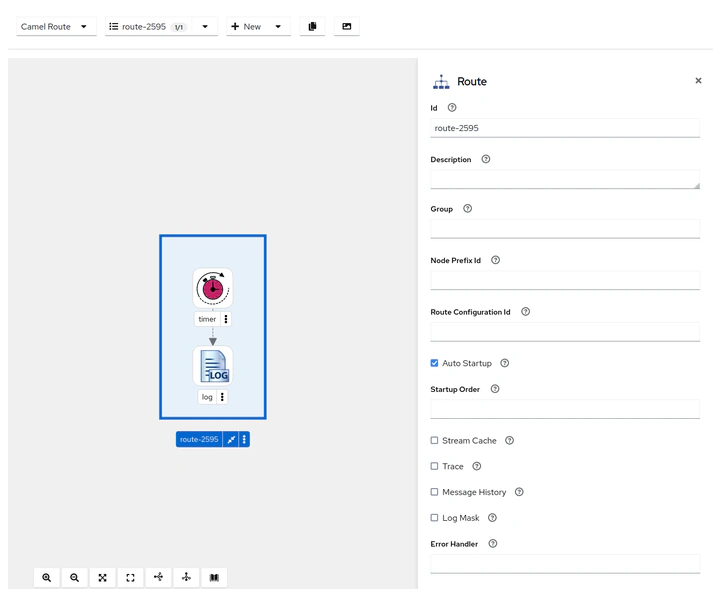 Camel Route
route-2595 1/1
New
Route
Id
route-2595
Description
Group
Node Prefix Id
Route Configuration Id
Auto Startup
Startup Order
Stream Cache
Trace
Message History
Log Mask
Error Handler
timer
LOG
log
route-2595